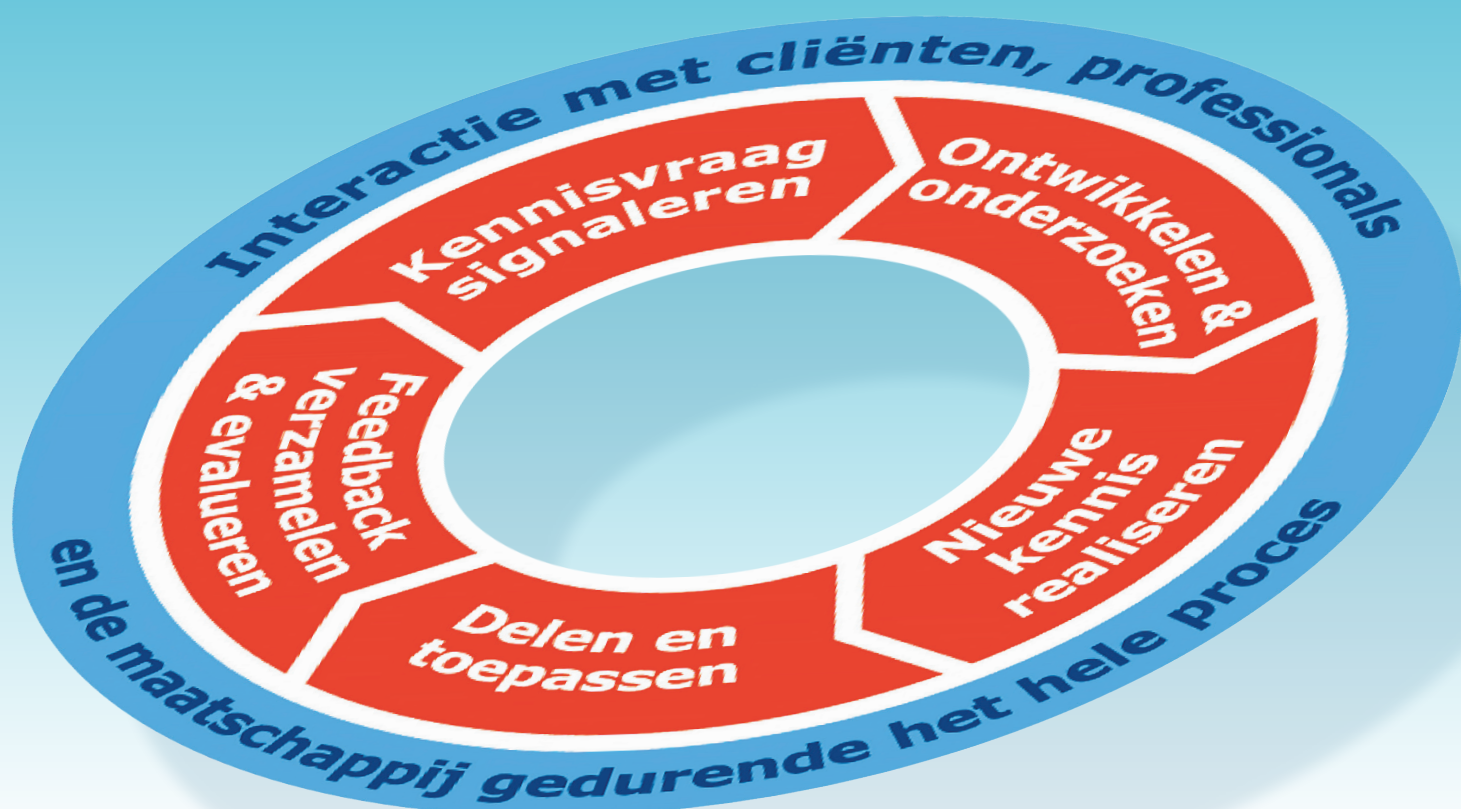 Interactie met cliënten, professionals
en de maatschappij gedurende het hele proces
Kennisvraag
signaleren
Ontwikkelen &
onderzoeken
Nieuwe
kennis
realiseren
Delen en
toepassen
Feedback
verzamelen
& evalueren